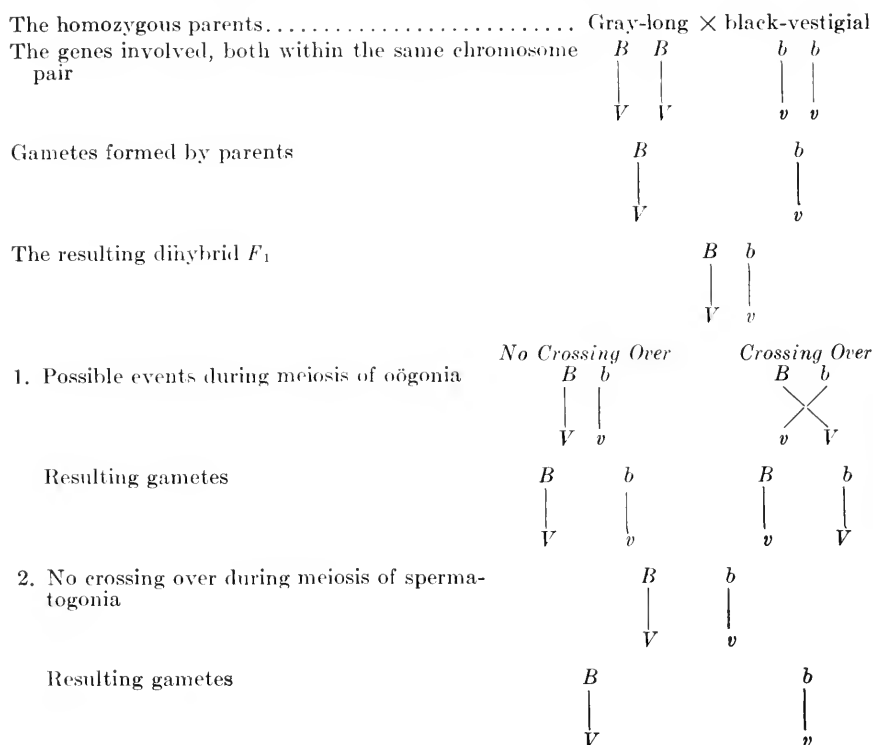 The homozygous parents.......................... Gray-long × black-vestigial
The genes involved, both within the same chromosome B B b b
pair
V V v v
Gametes formed by parents B b
V v
The resulting dihybrid F1 B b
V v
No Crossing Over Crossing Over
1. Possible events during meiosis of oögonia B b B b
V v v V
Resulting gametes B b B b
V v v V
2. No crossing over during meiosis of sperma- B b
togonia
V v
Resulting gametes B b
V v